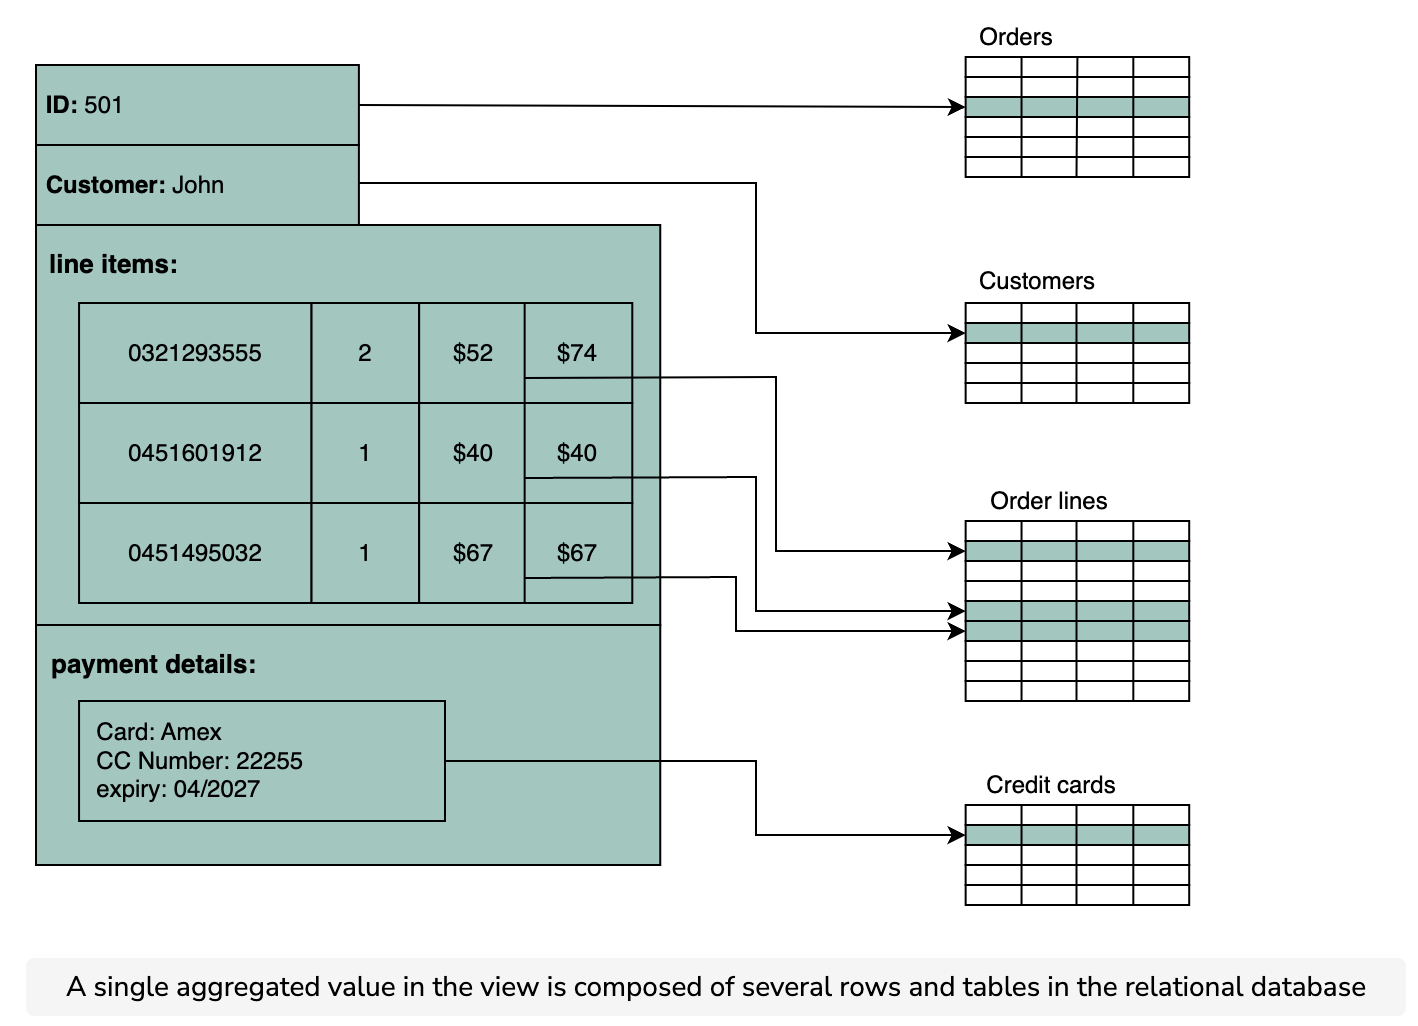 Orders
ID: 501
Customer: John
Customers
line items:
0321293555 2 $52 $74
0451601912 1 $40 $40
Order lines
0451495032 1 $67 $67
payment details:
Card: Amex
CC Number: 22255
expiry: 04/2027
Credit cards
A single aggregated value in the view is composed of several rows and tables in the relational database